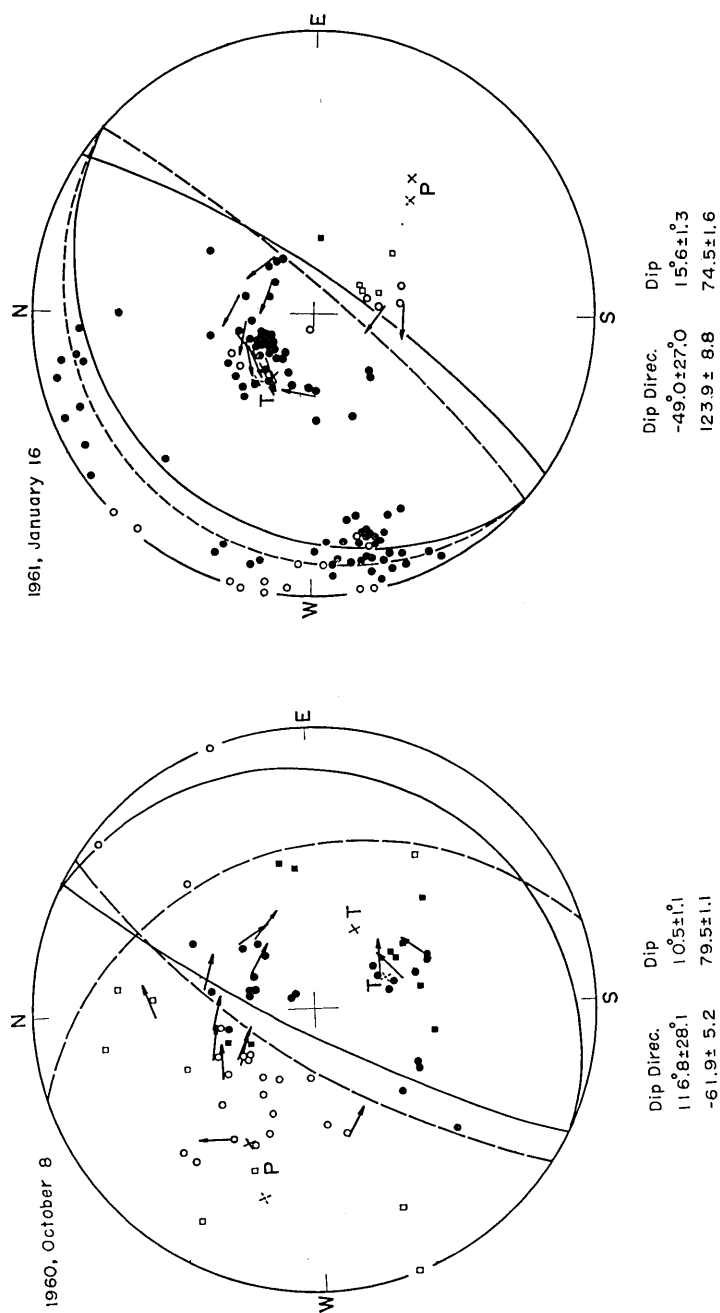 1960, October 8
N
E
S
W
P
T
T
Dip Direc. Dip
116.°8±28.1 10.°5±1.1
-61.9± 5.2 79.5±1.1
1961, January 16
N
E
S
W
T
P
Dip Direc. Dip
-49.°0±27.0 15.°6±1.°3
123.9± 8.8 74.5±1.6